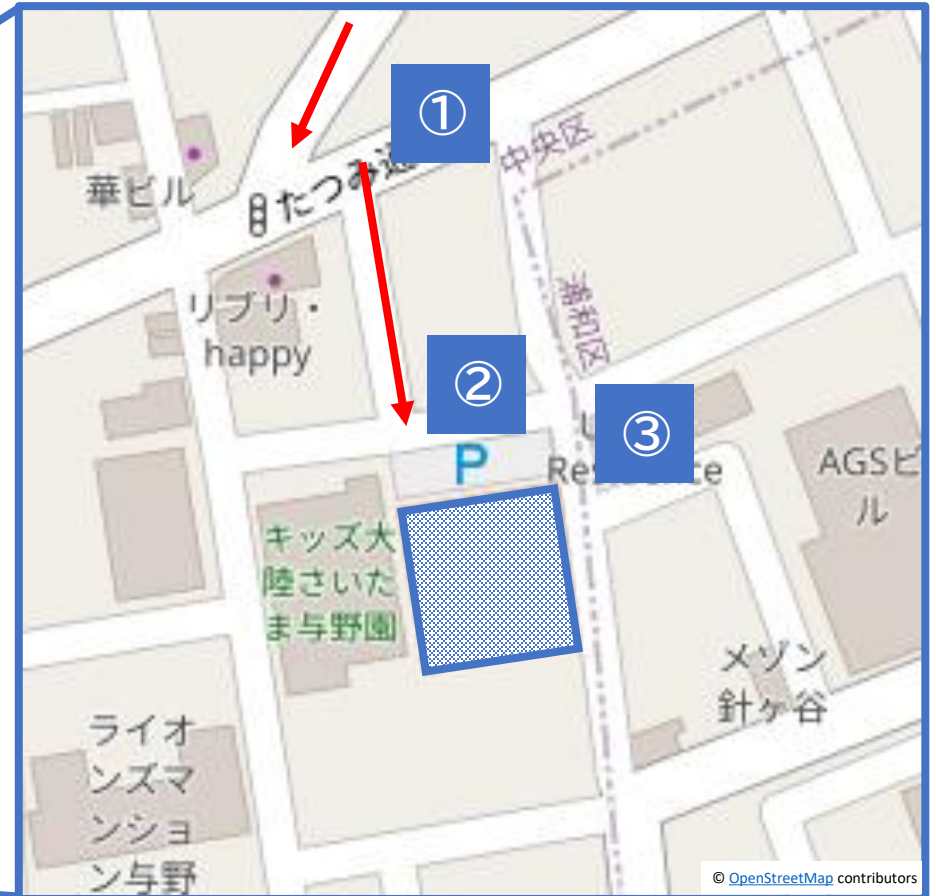 ①
中央区
華ビル
たつみ通
リブリ・
happy
浦和区
②
③
P
AGSビ
ル
キッズ大
陸さいた
ま与野園
メゾン
針ヶ谷
ライオ
ンズマ
ンショ
ン与野
© OpenStreetMap contributors